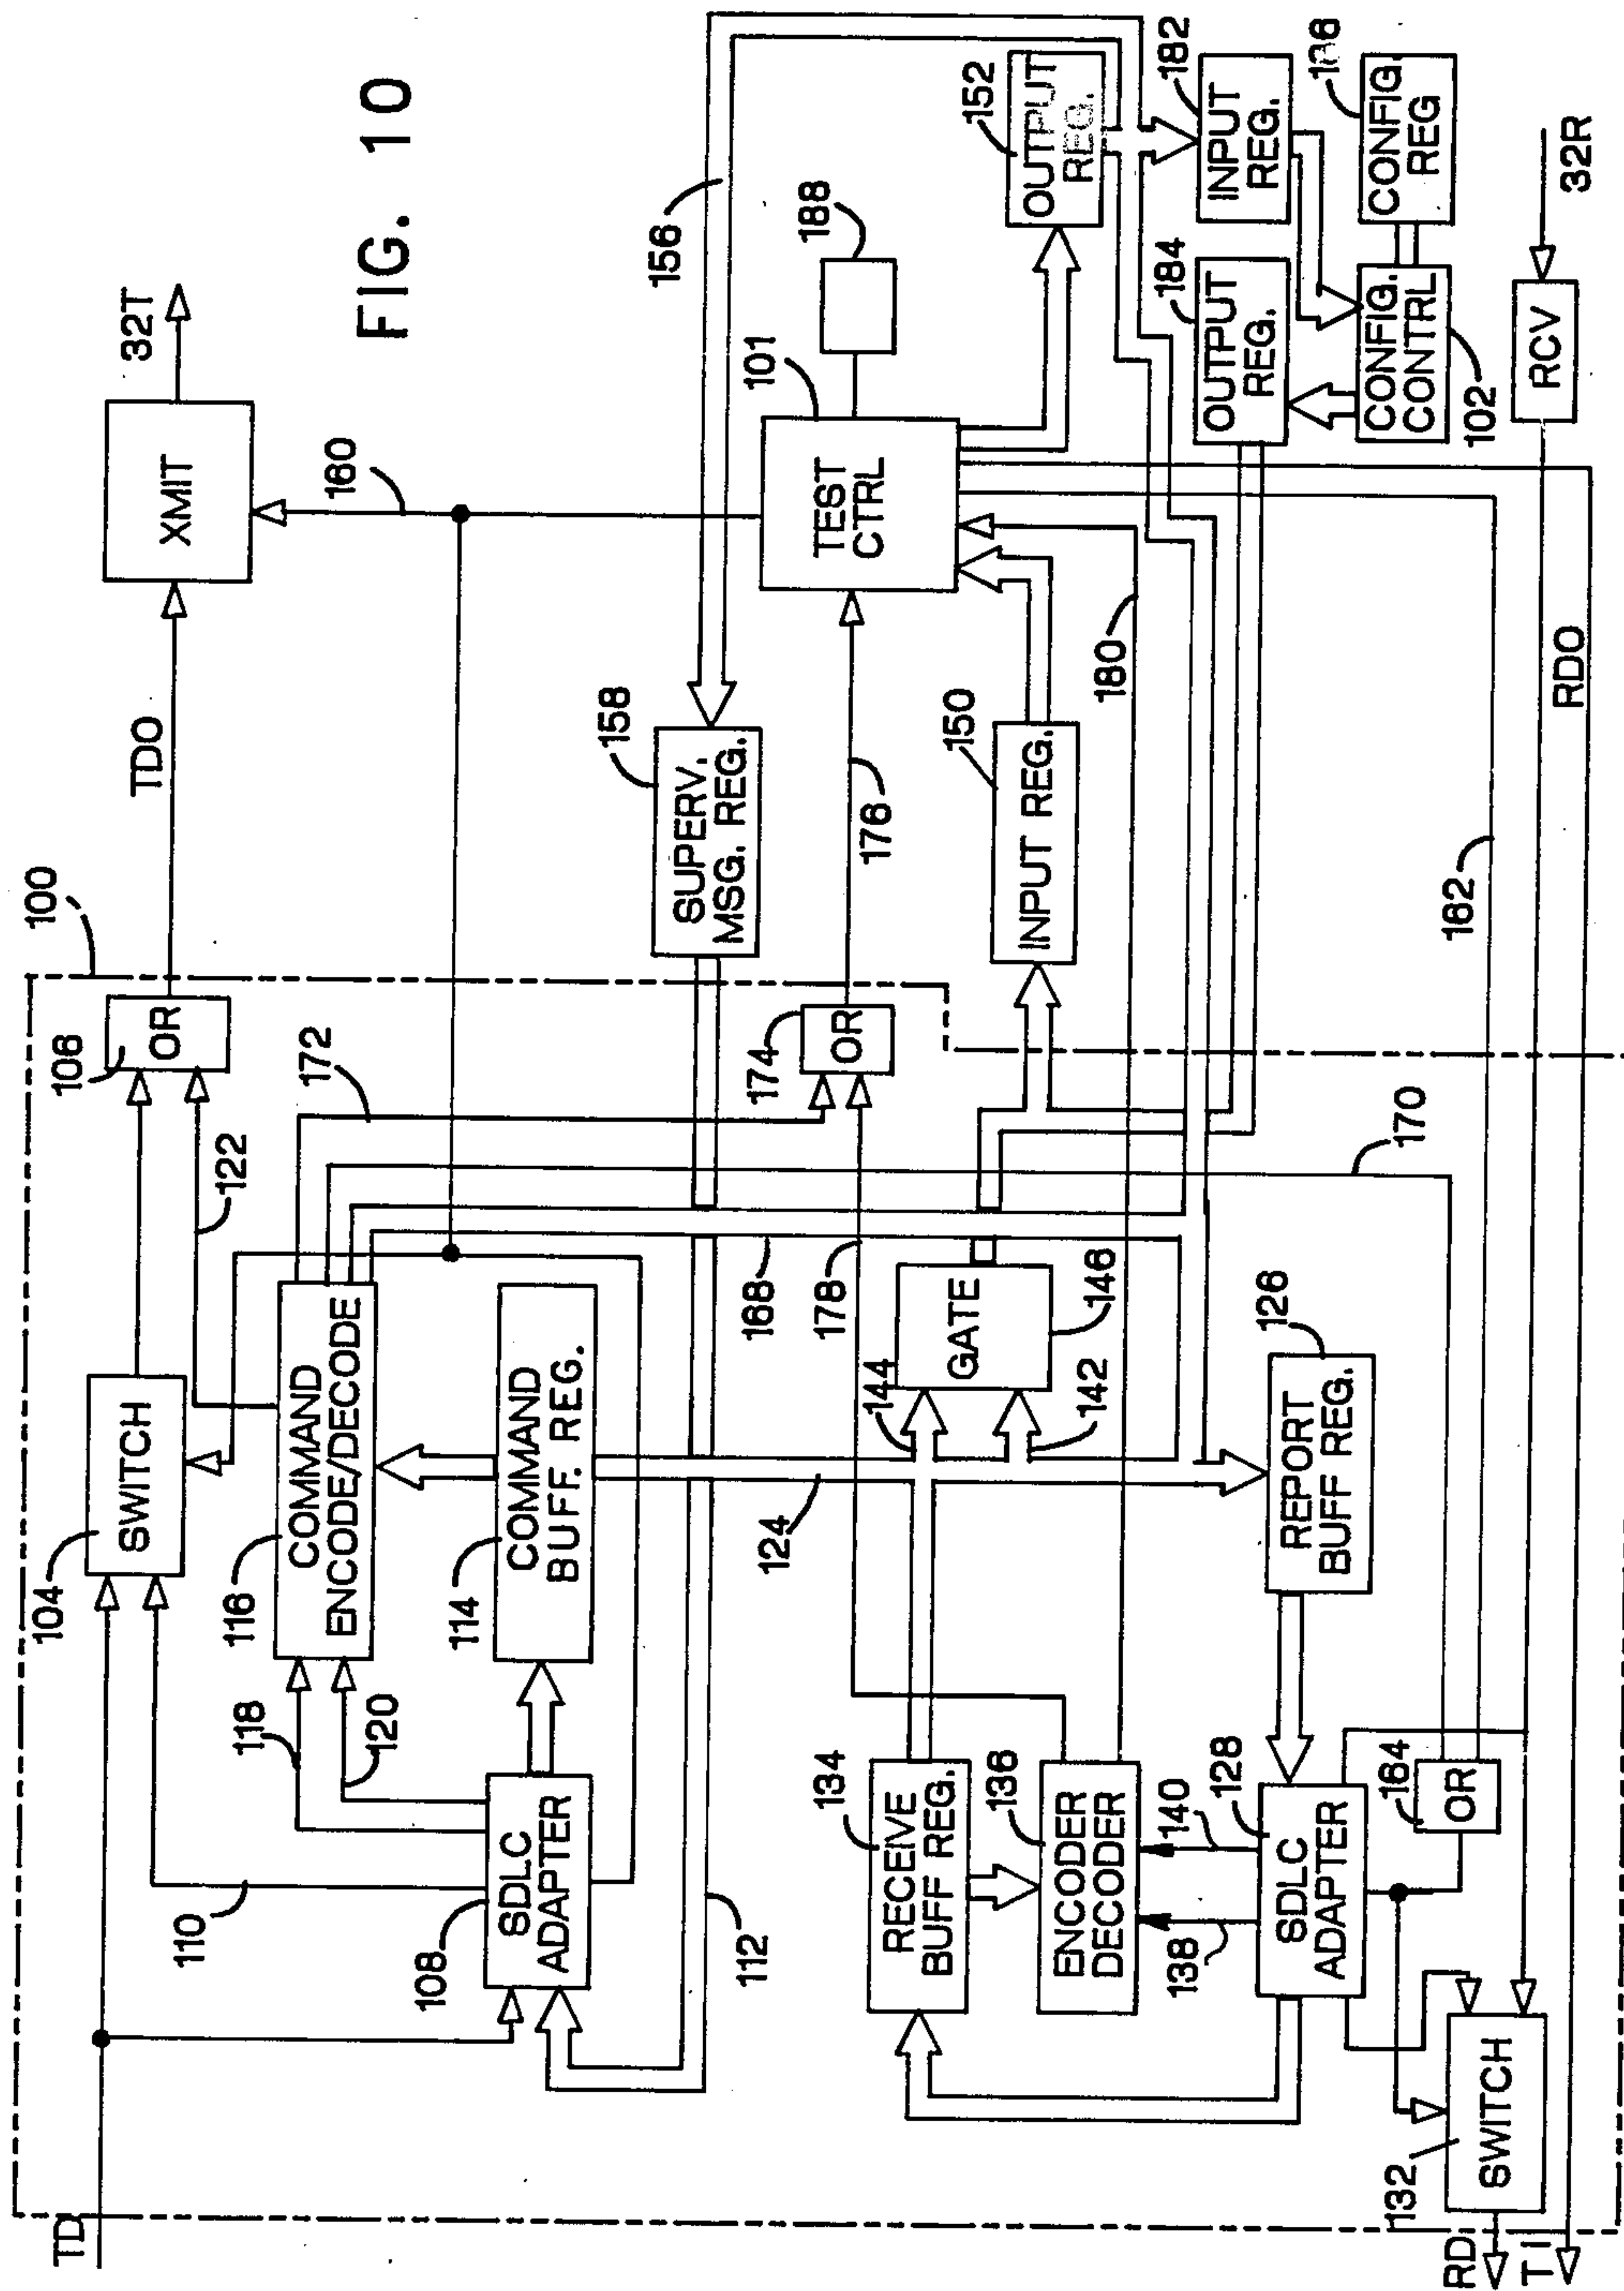 FIG. 10
TD
TDO
32T
XMIT
100
OR
106
SWITCH
104
122
172
160
COMMAND
ENCODE/DECODE
116
118
120
110
COMMAND
BUFF. REG.
114
SDLC
ADAPTER
108
112
SUPERV.
MSG. REG.
158
156
OR
174
176
178
168
124
TEST
CTRL
101
188
OUTPUT
REG.
152
INPUT REG.
150
180
GATE
146
144
142
RECEIVE
BUFF REG.
134
ENCODER
DECODER
136
138
140
SDLC
ADAPTER
128
REPORT
BUFF REG.
126
170
162
OR
164
SWITCH
132
RD
TI
RDO
INPUT
REG.
182
OUTPUT
REG.
184
CONFIG.
REG
CONFIG.
CONTRL
102
RCV
32R